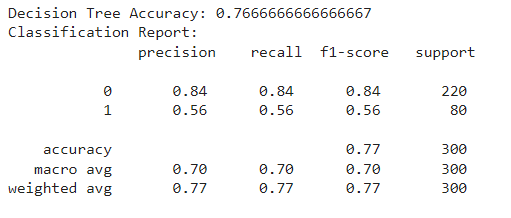 Decision Tree Accuracy: 0.7666666666666667
Classification Report:
precision recall f1-score support
0 0.84 0.84 0.84 220
1 0.56 0.56 0.56 80
accuracy 0.77 300
macro avg 0.70 0.70 0.70 300
weighted avg 0.77 0.77 0.77 300